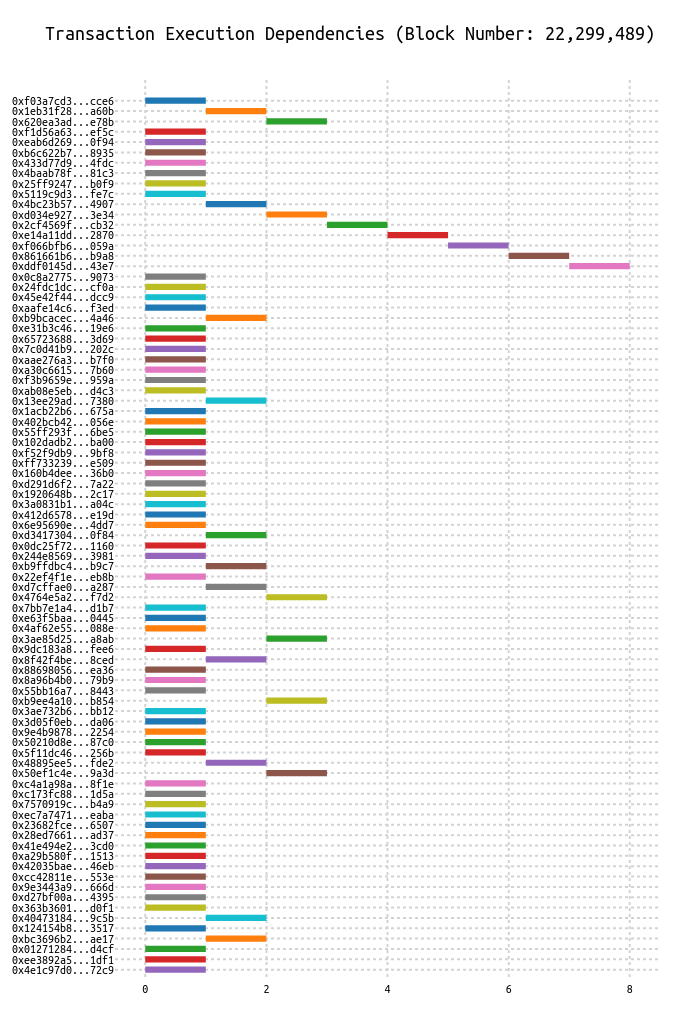 Transaction Execution Dependencies (Block Number: 22,299,489)
0xf03a7cd3...cce6
0x1eb31f28...a60b
0x620ea3ad...e78b
0xf1d56a63...ef5c
0xeab6d269...0f94
0xb6c622b7...8935
0x433d77d9...4fdc
0x4baab78f...81c3
0x25ff9247...b0f9
0x5119c9d3...fe7c
0x4bc23b57...4907
0xd034e927...3e34
0x2cf4569f...cb32
0xe14a11dd...2870
0xf066bfb6...059a
0x861661b6...b9a8
0xddf0145d...43e7
0x0c8a2775...9073
0x24fdc1dc...cf0a
0x45e42f44...dcc9
0xaafe14c6...f3ed
0xb9bcacec...4a46
0xe31b3c46...19e6
0x65723688...3d69
0x7c0d41b9...202c
0xaae276a3...b7f0
0xa30c6615...7b60
0xf3b9659e...959a
0xab08e5eb...d4c3
0x13ee29ad...7380
0x1acb22b6...675a
0x402bcb42...056e
0x55ff293f...6be5
0x102dadb2...ba00
0xf52f9db9...9bf8
0xff733239...e509
0x160b4dee...36b0
0xd291d6f2...7a22
0x1920648b...2c17
0x3a0831b1...a04c
0x412d6578...e19d
0x6e95690e...4dd7
0xd3417304...0f84
0x0dc25f72...1160
0x244e8569...3981
0xb9ffdbc4...b9c7
0x22ef4f1e...eb8b
0xd7cffae0...a287
0x4764e5a2...f7d2
0x7bb7e1a4...d1b7
0xe63f5baa...0445
0x4af62e55...088e
0x3ae85d25...a8ab
0x9dc183a8...fee6
0x8f42f4be...8ced
0x88698056...ea36
0x8a96b4b0...79b9
0x55bb16a7...8443
0xb9ee4a10...b854
0x3ae732b6...bb12
0x3d05f0eb...da06
0x9e4b9878...2254
0x50210d8e...87c0
0x5f11dc46...256b
0x48895ee5...fde2
0x50ef1c4e...9a3d
0xc4a1a98a...8f1e
0xc173fc88...1d5a
0x7570919c...b4a9
0xec7a7471...eaba
0x23682fce...6507
0x28ed7661...ad37
0x41e494e2...3cd0
0xa29b580f...1513
0x42035bae...46eb
0xcc42811e...553e
0x9e3443a9...666d
0xd27bf00a...4395
0x363b3601...d0f1
0x40473184...9c5b
0x124154b8...3517
0xbc3696b2...ae17
0x01271284...d4cf
0xee3892a5...1df1
0x4e1c97d0...72c9
0 2 4 6 8